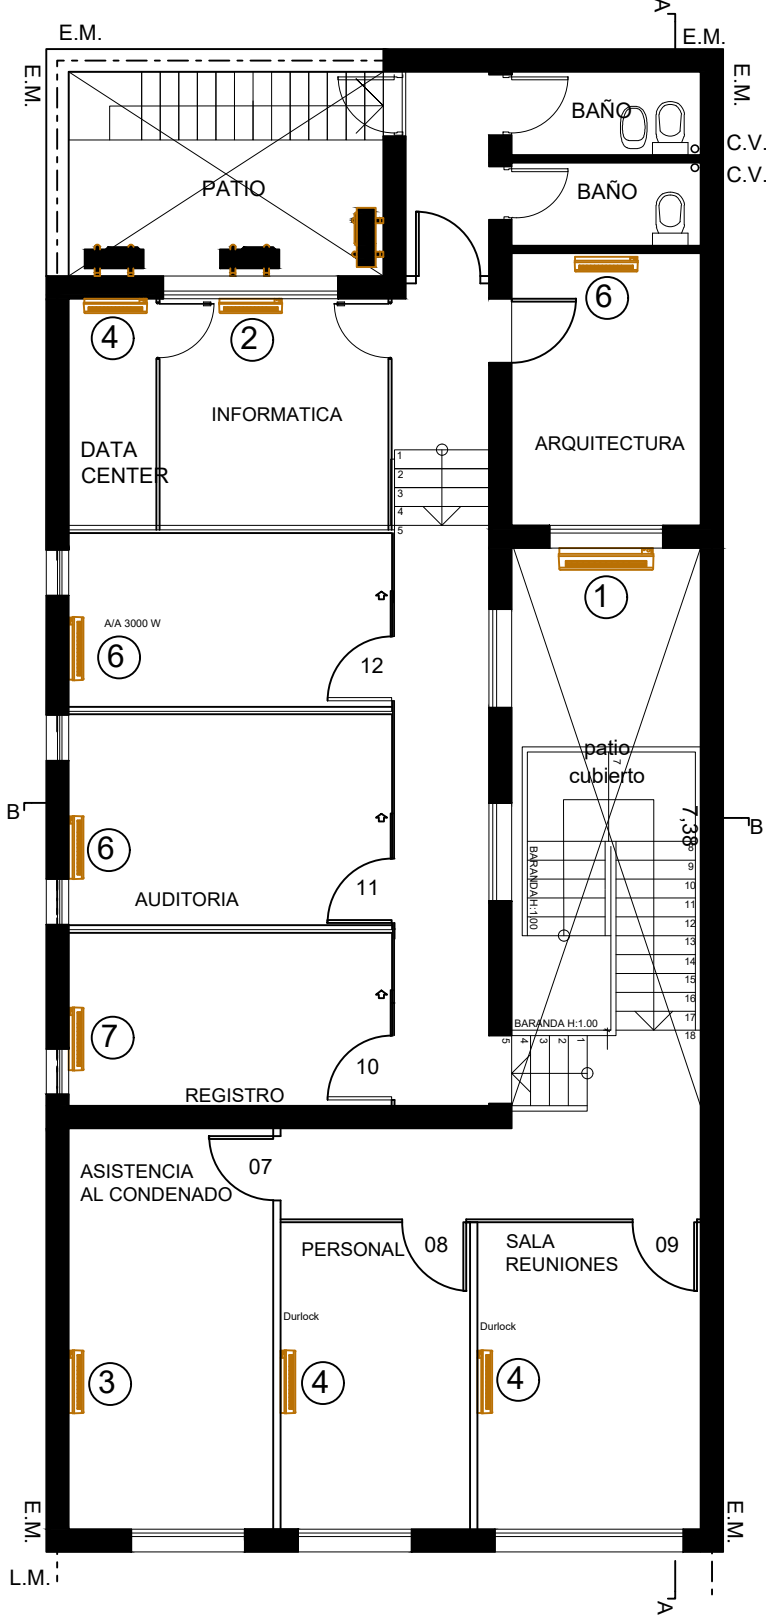 A
E.M.
E.M.
E.M.
E.M.
BAÑO
C.V.
C.V.
BAÑO
PATIO
4
2
6
INFORMATICA
DATA
CENTER
ARQUITECTURA
1
2
3
4
5
1
A/A 3000 W
6
12
patio
cubierto
7
7,38
B
B
6
BARANDA H:1.00
8
9
10
11
12
13
14
15
16
17
18
11
AUDITORIA
7
BARANDA H:1.00
5
4
3
2
1
10
REGISTRO
07
ASISTENCIA
AL CONDENADO
PERSONAL
08
SALA
REUNIONES
09
Durlock
Durlock
3
4
4
E.M.
E.M.
L.M.
A